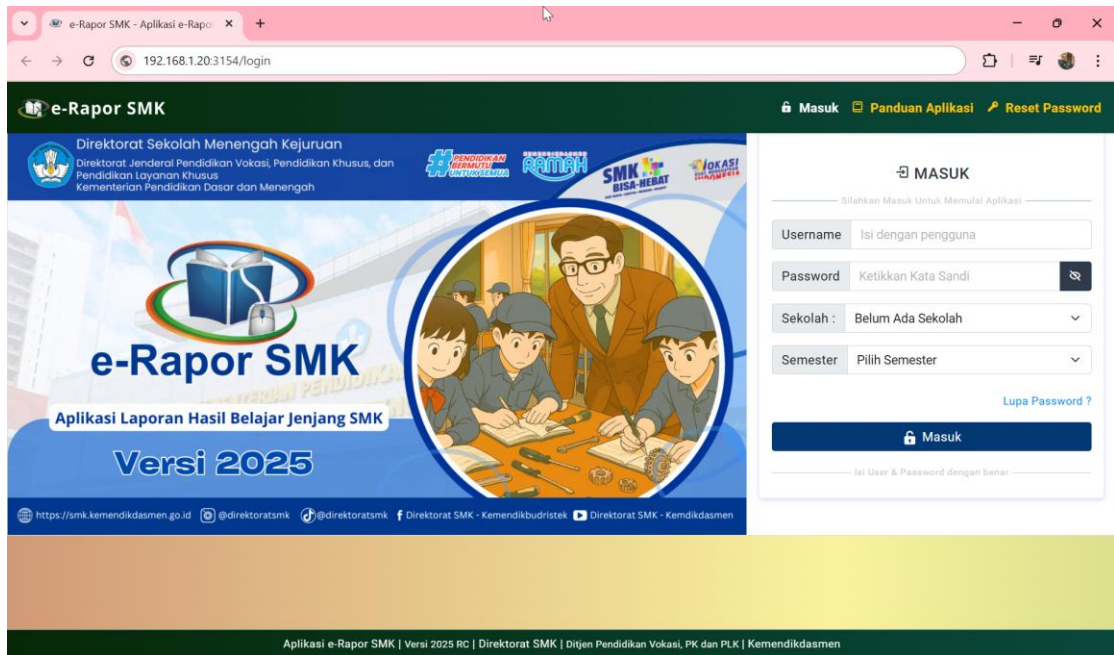 e-Rapor SMK - Aplikasi e-Rapo
192.168.1.20:3154/login
e-Rapor SMK
Masuk Panduan Aplikasi Reset Password
Direktorat Sekolah Menengah Kejuruan
Direktorat Jenderal Pendidikan Vokasi, Pendidikan Khusus, dan
Pendidikan Layanan Khusus
Kementerian Pendidikan Dasar dan Menengah
#PENDIDIKAN
BERMUTU
UNTUK SEMUA
RAMAH
SMK
BISA-HEBAT
VOKASI
INDONESIA
e-Rapor SMK
Aplikasi Laporan Hasil Belajar Jenjang SMK
Versi 2025
https://smk.kemendikdasmen.go.id @direktoratsmk @direktoratsmk Direktorat SMK - Kemendikbudristek Direktorat SMK - Kemdikdasmen
MASUK
Silahkan Masuk Untuk Memulai Aplikasi
Username Isi dengan pengguna
Password Ketikkan Kata Sandi
Sekolah : Belum Ada Sekolah
Semester Pilih Semester
Lupa Password ?
Masuk
Isi User & Password dengan benar
Aplikasi e-Rapor SMK | Versi 2025 RC | Direktorat SMK | Ditjen Pendidikan Vokasi, PK dan PLK | Kemendikdasmen